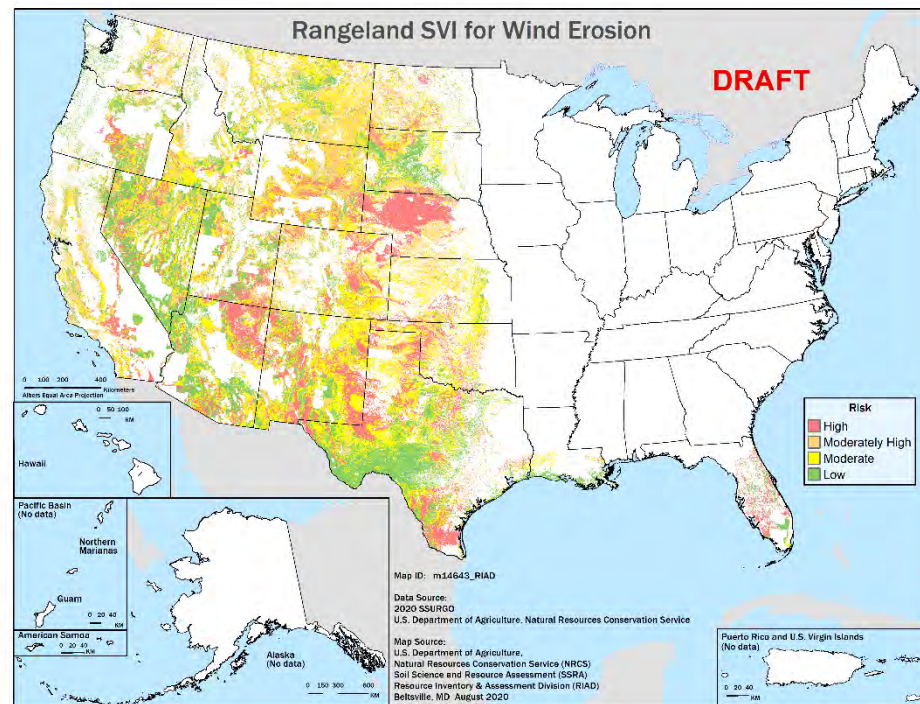 Rangeland SVI for Wind Erosion
DRAFT
0 100 200 400
Kilometers
Albers Equal Area Projection
0 50 100
KM
Hawaii
Risk
High
Moderately High
Moderate
Low
Pacific Basin
(No data)
Northern
Marianas
Guam
0 20 40
KM
American Samoa
0 20 40
KM
Alaska
(No data)
0 150 300 600
KM
Map ID: m14643_RIAD
Data Source:
2020 SSURGO
U.S. Department of Agriculture, Natural Resources Conservation Service
Map Source:
U.S. Department of Agriculture,
Natural Resources Conservation Service (NRCS)
Soil Science and Resource Assessment (SSRA)
Resource Inventory & Assessment Division (RIAD)
Beltsville, MD August 2020
Puerto Rico and U.S. Virgin Islands
(No data)
0 20 40
KM